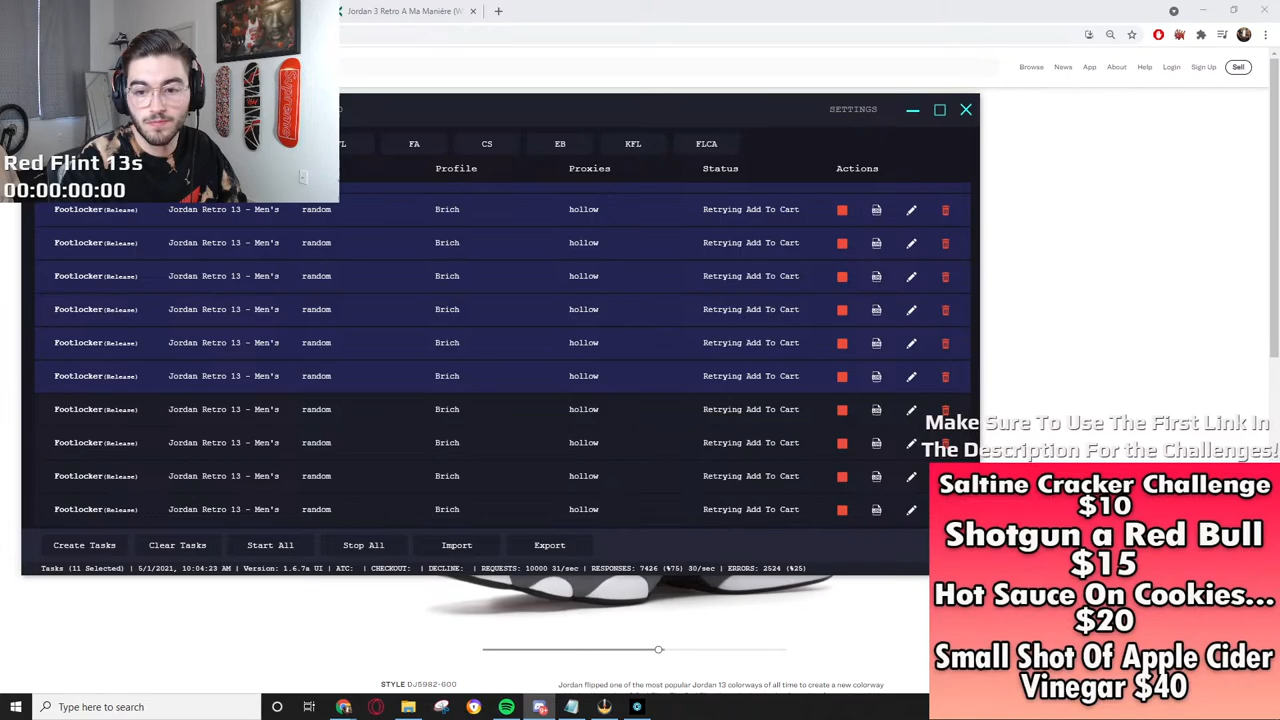 Jordan 3 Retro A Ma Maniére (W
Browse News App About Help Login Sign Up Sell
SETTINGS
FA CS EB KFL FLCA
Red Flint 13s
00:00:00:00
Supreme
Profile Proxies Status Actions
Footlocker(Release) Jordan Retro 13 - Men's random Brich hollow Retrying Add To Cart
Footlocker(Release) Jordan Retro 13 - Men's random Brich hollow Retrying Add To Cart
Footlocker(Release) Jordan Retro 13 - Men's random Brich hollow Retrying Add To Cart
Footlocker(Release) Jordan Retro 13 - Men's random Brich hollow Retrying Add To Cart
Footlocker(Release) Jordan Retro 13 - Men's random Brich hollow Retrying Add To Cart
Footlocker(Release) Jordan Retro 13 - Men's random Brich hollow Retrying Add To Cart
Footlocker(Release) Jordan Retro 13 - Men's random Brich hollow Retrying Add To Cart
Footlocker(Release) Jordan Retro 13 - Men's random Brich hollow Retrying Add To Cart
Footlocker(Release) Jordan Retro 13 - Men's random Brich hollow Retrying Add To Cart
Footlocker(Release) Jordan Retro 13 - Men's random Brich hollow Retrying Add To Cart
Create Tasks Clear Tasks Start All Stop All Import Export
Tasks (11 Selected) | 5/1/2021, 10:04:23 AM | Version: 1.6.7a UI | ATC: | CHECKOUT: | DECLINE: | REQUESTS: 10000 31/sec | RESPONSES: 7426 (%75) 30/sec | ERRORS: 2524 (%25)
Make Sure To Use The First Link In
The Description For the Challenges!
Saltine Cracker Challenge
$10
Shotgun a Red Bull
$15
Hot Sauce On Cookies...
$20
Small Shot Of Apple Cider
Vinegar $40
STYLE DJ5982-600
Jordan flipped one of the most popular Jordan 13 colorways of all time to create a new colorway
Type here to search